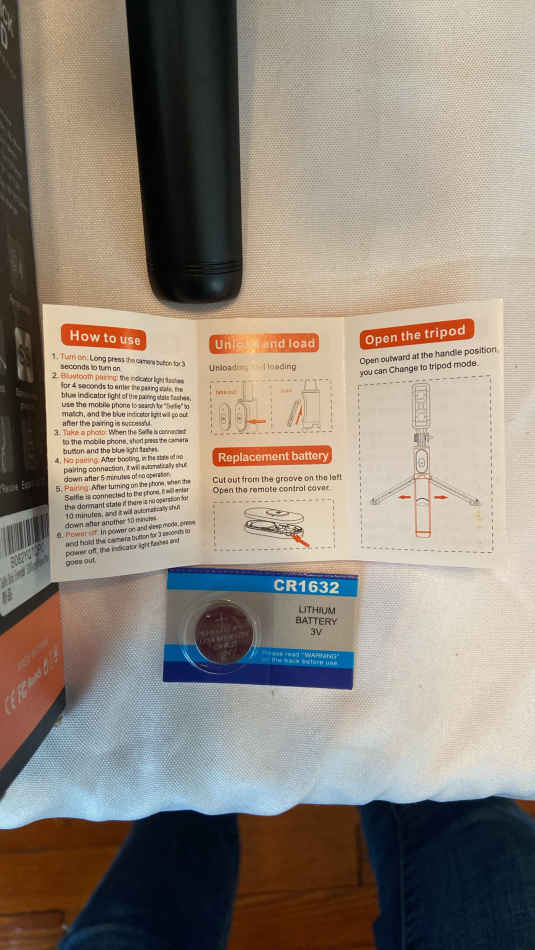 How to use
1. Turn on: Long press the camera button for 3
seconds to turn on.
2. Bluetooth pairing: the indicator light flashes
for 4 seconds to enter the pairing state, the
blue indicator light of the pairing state flashes,
use the mobile phone to search for "Selfie" to
match, and the blue indicator light will go out
after the pairing is successful.
3. Take a photo: When the Selfie is connected
to the mobile phone, short press the camera
button and the blue light flashes.
4. No pairing: After booting, in the state of no
pairing connection, it will automatically shut
down after 5 minutes of no operation.
5. Pairing: After turning on the phone, when the
Selfie is connected to the phone, it will enter
the dormant state if there is no operation for
10 minutes, and it will automatically shut
down after another 10 minutes.
6. Power off: In power on and sleep mode, press
and hold the camera button for 3 seconds to
power off, the indicator light flashes and
goes out.
Unload and load
Unloading and loading
Take out
Replacement battery
Cut out from the groove on the left
Open the remote control cover.
Open the tripod
Open outward at the handle position,
you can Change to tripod mode.
CR1632
LITHIUM
BATTERY
3V
Please read "WARNING"
on the back before use